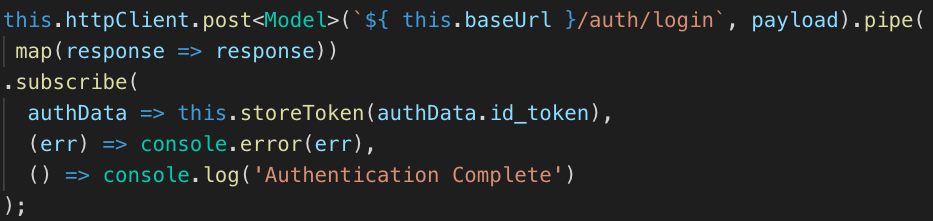 this.httpClient.post<Model>(`${ this.baseUrl }/auth/login`, payload).pipe(
map(response => response))
.subscribe(
authData => this.storeToken(authData.id_token),
(err) => console.error(err),
() => console.log('Authentication Complete')
);